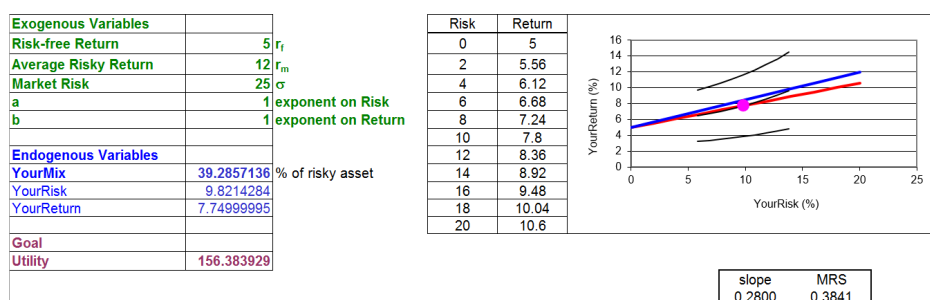 Exogenous Variables
Risk-free Return 5 rf
Average Risky Return 12 rm
Market Risk 25 σ
a 1 exponent on Risk
b 1 exponent on Return
Endogenous Variables
YourMix 39.2857136 % of risky asset
YourRisk 9.8214284
YourReturn 7.74999995
Goal
Utility 156.383929
Risk Return
0 5
2 5.56
4 6.12
6 6.68
8 7.24
10 7.8
12 8.36
14 8.92
16 9.48
18 10.04
20 10.6
YourReturn (%)
16
14
12
10
8
6
4
2
0
0 5 10 15 20 25
YourRisk (%)
slope MRS
0.2800 0.3841